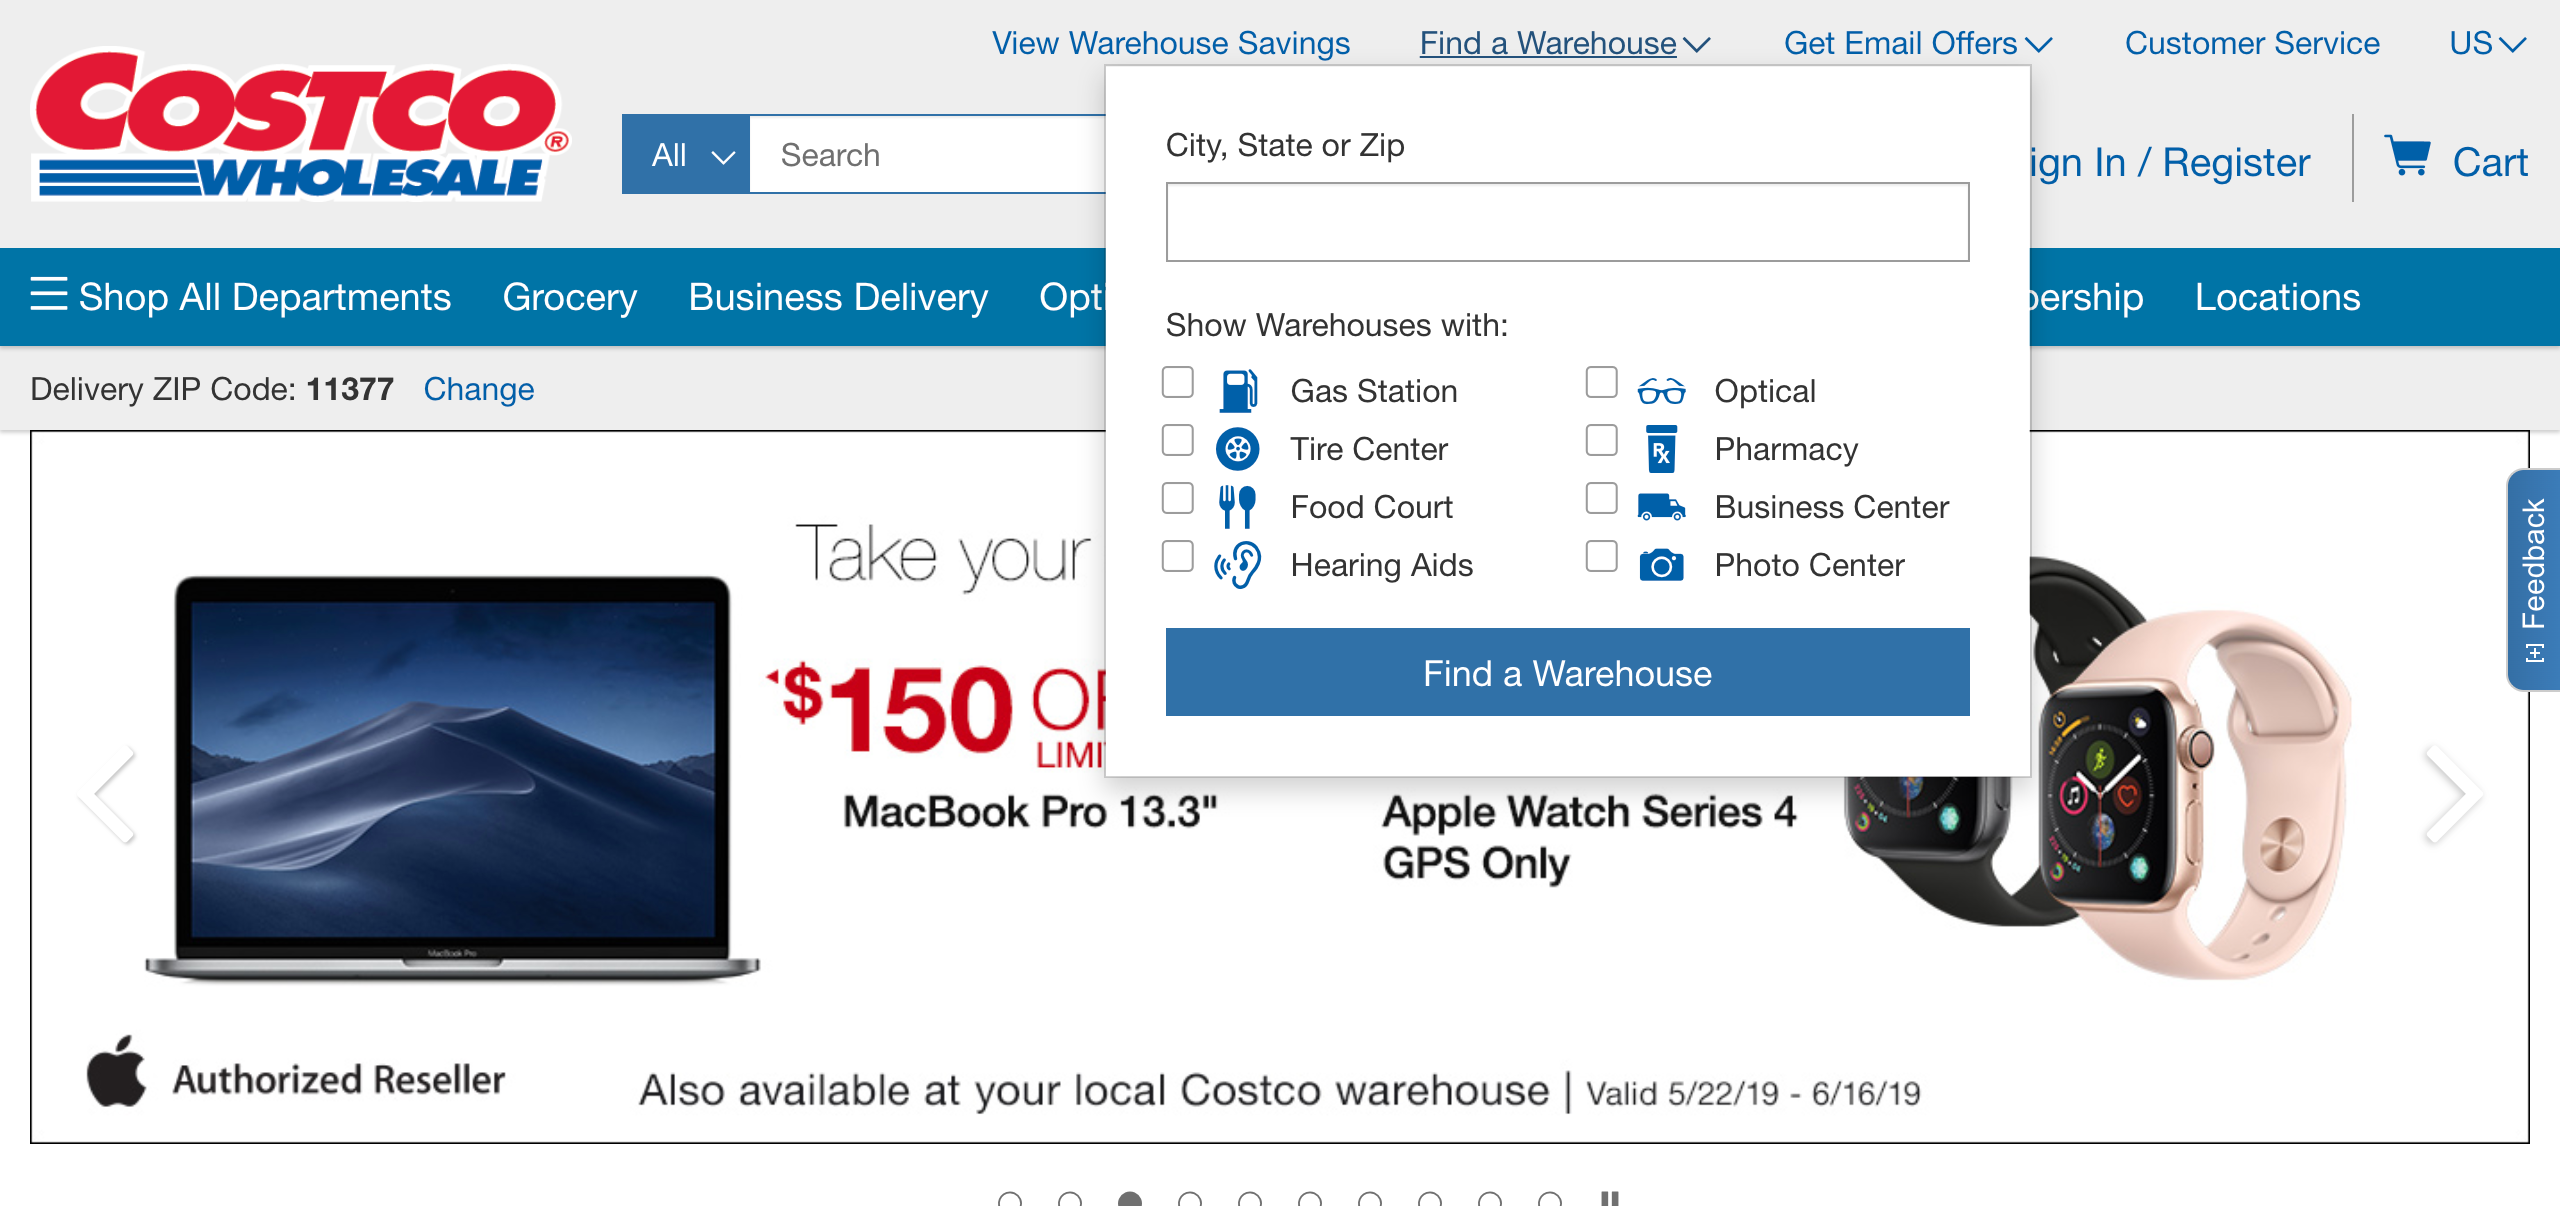 View Warehouse Savings Find a Warehouse Get Email Offers Customer Service US
COSTCO®
WHOLESALE
All Search
ign In / Register Cart
City, State or Zip
Shop All Departments Grocery Business Delivery Opti bership Locations
Show Warehouses with:
Delivery ZIP Code: 11377 Change
Gas Station Optical
Tire Center Pharmacy
Food Court Business Center
Hearing Aids Photo Center
Find a Warehouse
[+] Feedback
Take your
$150 OF
LIMI
MacBook Pro 13.3"
Apple Watch Series 4
GPS Only
MacBook Pro
Authorized Reseller
Also available at your local Costco warehouse | Valid 5/22/19 - 6/16/19